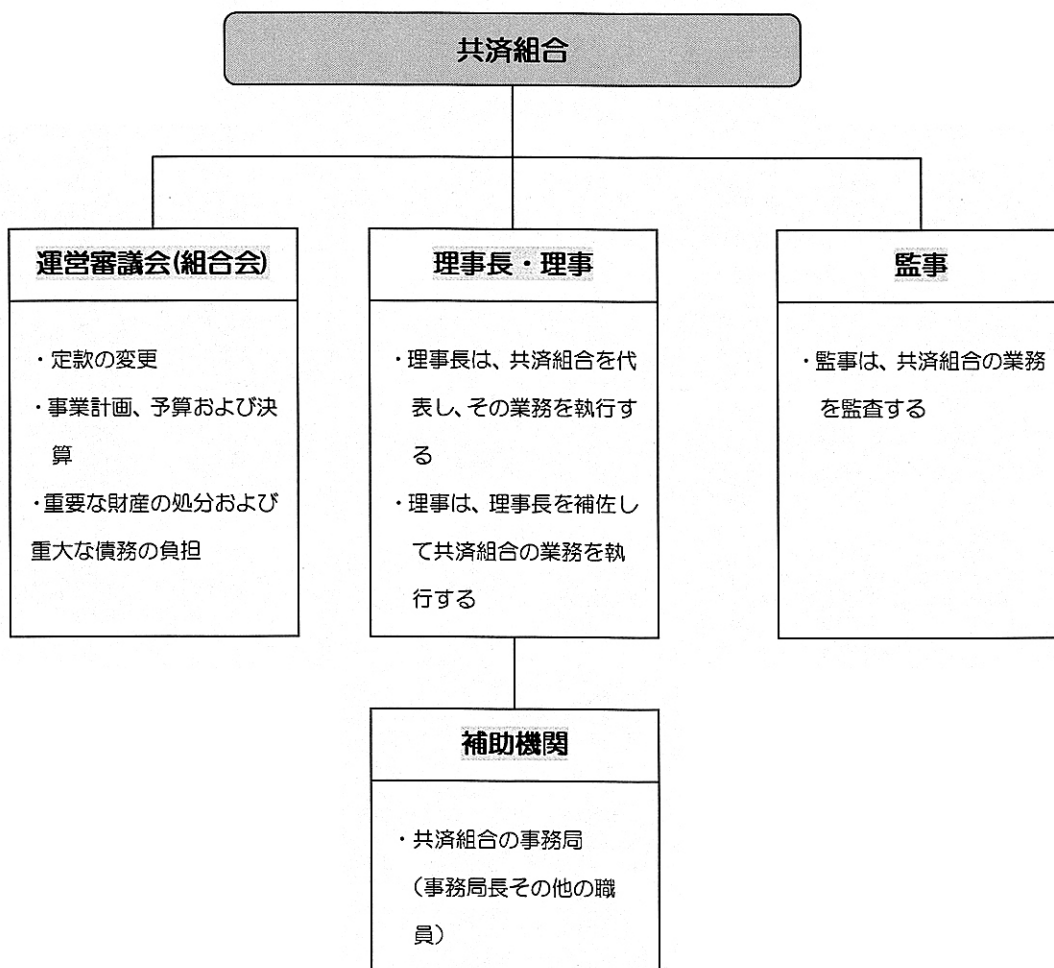 共済組合
運営審議会(組合会)
・定款の変更
・事業計画、予算および決
算
・重要な財産の処分および
重大な債務の負担
理事長・理事
・理事長は、共済組合を代
表し、その業務を執行す
る
・理事は、理事長を補佐し
て共済組合の業務を執
行する
監事
・監事は、共済組合の業務
を監査する
補助機関
・共済組合の事務局
（事務局長その他の職
員）